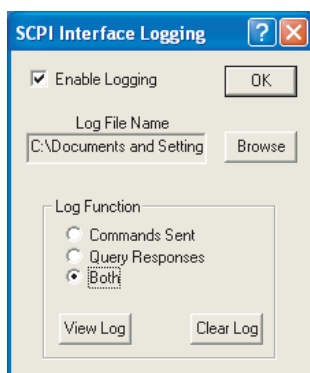 SCPI Interface Logging
Enable Logging
OK
Log File Name
C:\Documents and Setting
Browse
Log Function
Commands Sent
Query Responses
Both
View Log
Clear Log